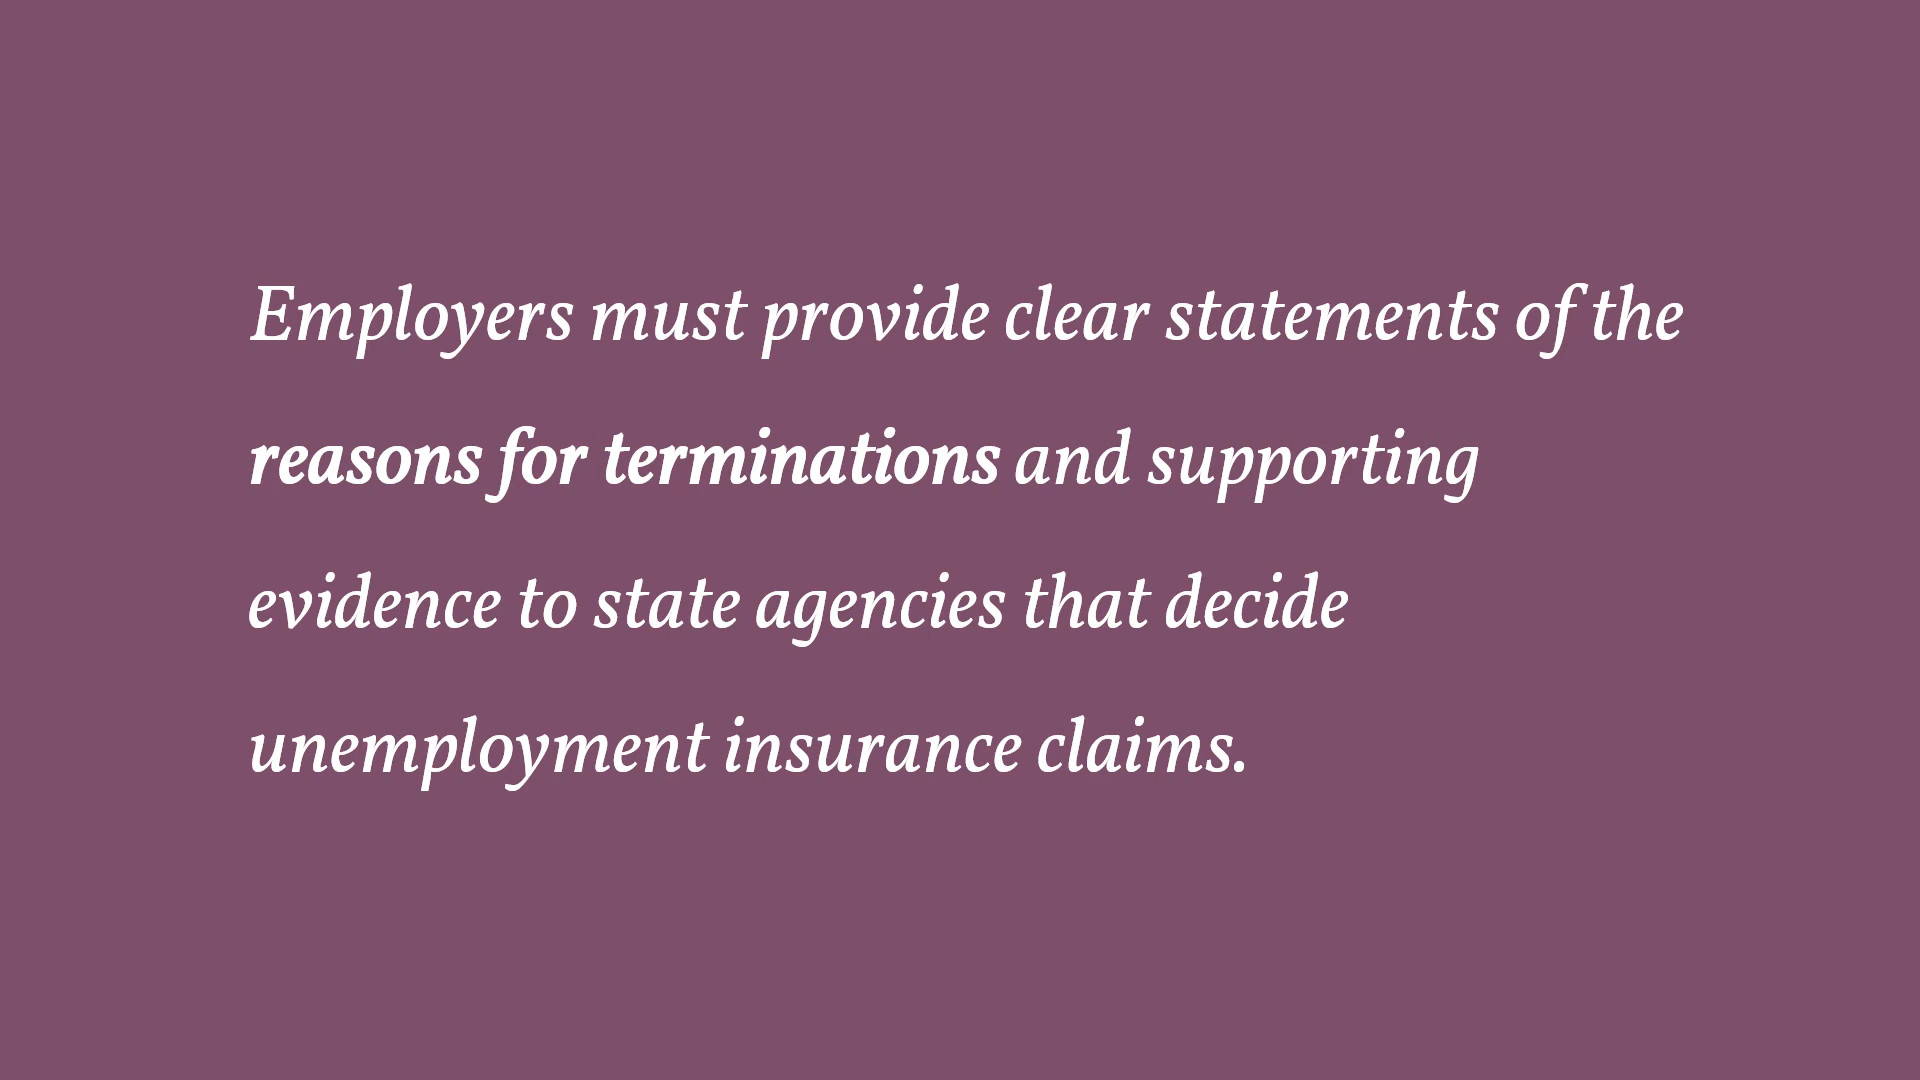 Employers must provide clear statements of the
reasons for terminations and supporting
evidence to state agencies that decide
unemployment insurance claims.